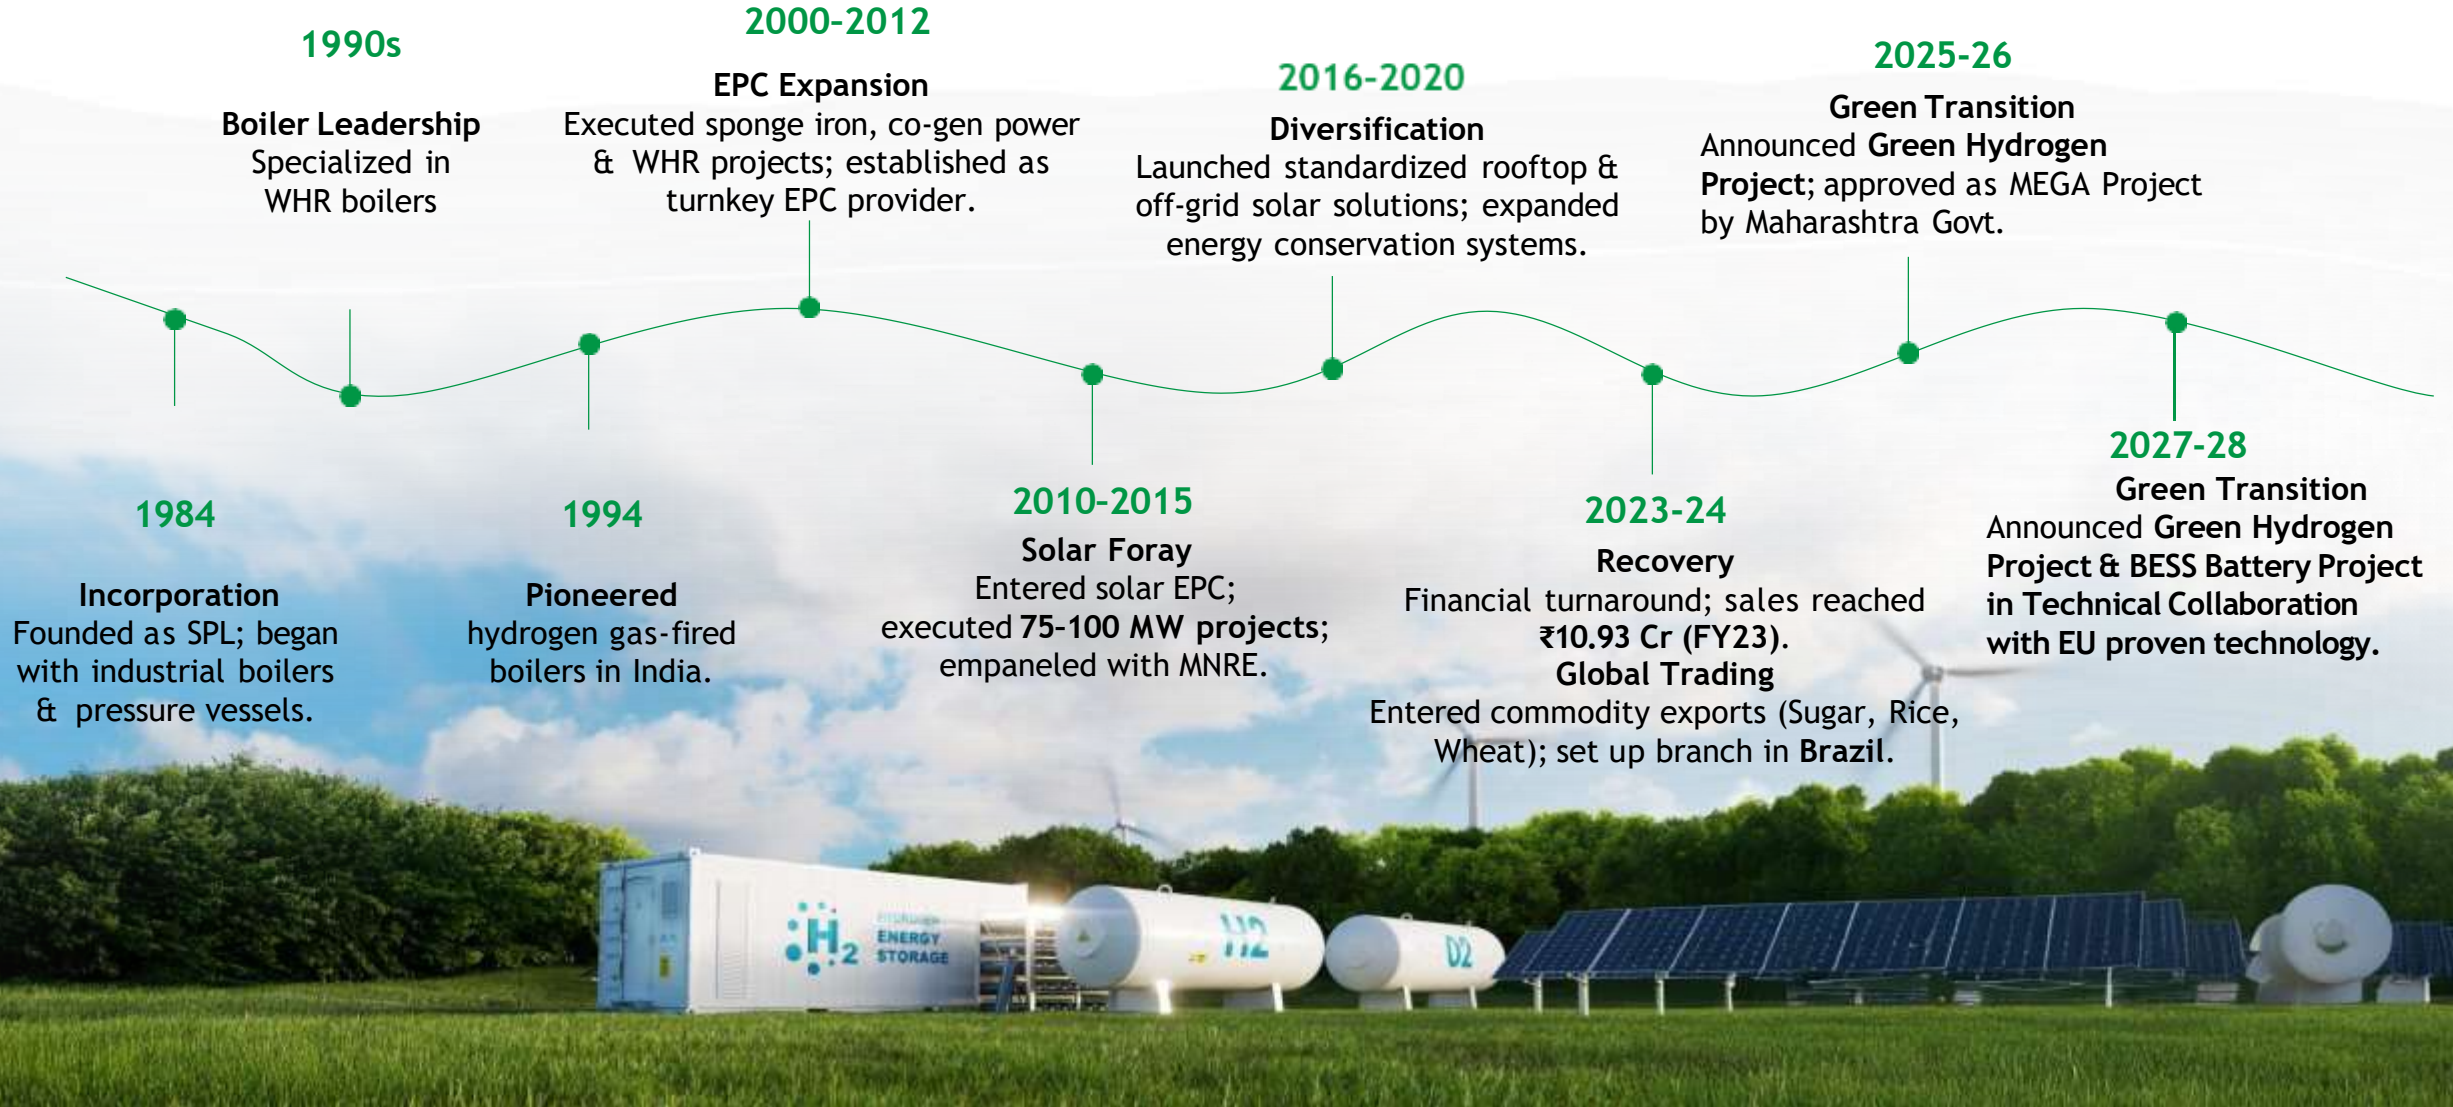 1984
Incorporation
Founded as SPL; began
with industrial boilers
& pressure vessels.
1990s
Boiler Leadership
Specialized in
WHR boilers
1994
Pioneered
hydrogen gas-fired
boilers in India.
2000-2012
EPC Expansion
Executed sponge iron, co-gen power
& WHR projects; established as
turnkey EPC provider.
2010-2015
Solar Foray
Entered solar EPC;
executed 75-100 MW projects;
empaneled with MNRE.
2016-2020
Diversification
Launched standardized rooftop &
off-grid solar solutions; expanded
energy conservation systems.
2023-24
Recovery
Financial turnaround; sales reached
₹10.93 Cr (FY23).
Global Trading
Entered commodity exports (Sugar, Rice,
Wheat); set up branch in Brazil.
2025-26
Green Transition
Announced Green Hydrogen
Project; approved as MEGA Project
by Maharashtra Govt.
2027-28
Green Transition
Announced Green Hydrogen
Project & BESS Battery Project
in Technical Collaboration
with EU proven technology.
H2
HYDROGEN
ENERGY
STORAGE
H2
O2